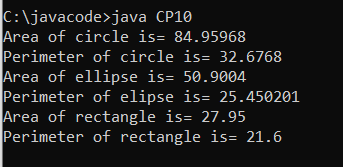 C:\javacode>java CP10
Area of circle is= 84.95968
Perimeter of circle is= 32.6768
Area of ellipse is= 50.9004
Perimeter of elipse is= 25.450201
Area of rectangle is= 27.95
Perimeter of rectangle is= 21.6